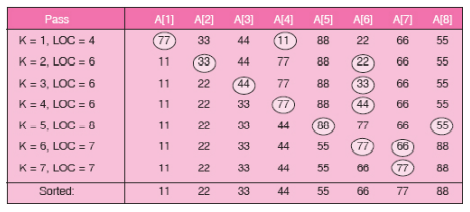 Pass A[1] A[2] A[3] A[4] A[5] A[6] A[7] A[8]
K = 1, LOC = 4 77 33 44 11 88 22 66 55
K = 2, LOC = 6 11 33 44 77 88 22 66 55
K = 3, LOC = 6 11 22 44 77 88 33 66 55
K = 4, LOC = 6 11 22 33 77 88 44 66 55
K = 5, LOC = 8 11 22 33 44 88 77 66 55
K = 6, LOC = 7 11 22 33 44 55 77 66 88
K = 7, LOC = 7 11 22 33 44 55 66 77 88
Sorted: 11 22 33 44 55 66 77 88